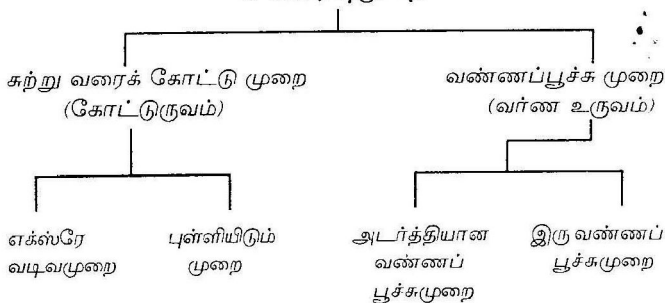 சுற்று வரைக் கோட்டு முறை
(கோட்டுருவம்)
வண்ணப்பூச்சு முறை
(வர்ண உருவம்)
எக்ஸ்ரே
வடிவமுறை
புள்ளியிடும்
முறை
அடர்த்தியான
வண்ணப்
பூச்சுமுறை
இரு வண்ணப்
பூச்சுமுறை